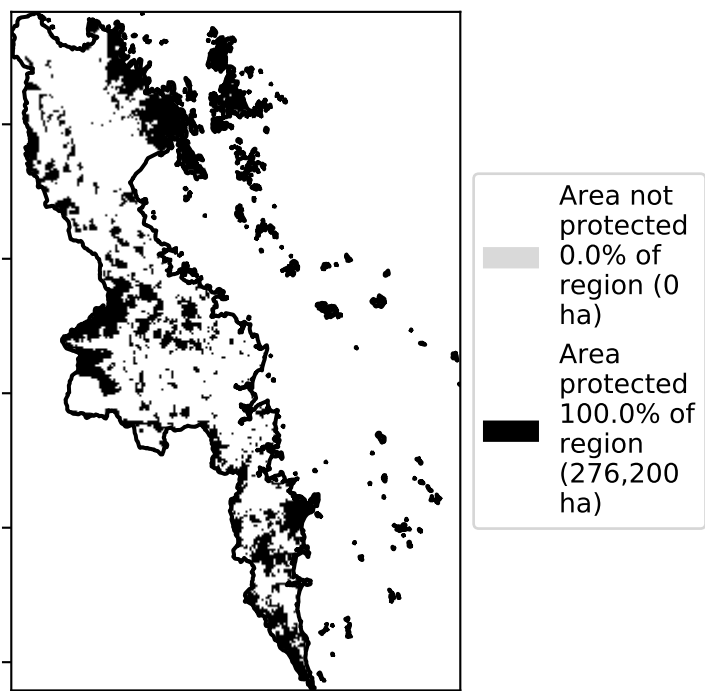 Area not
protected
0.0% of
region (0
ha)
Area
protected
100.0% of
region
(276,200
ha)